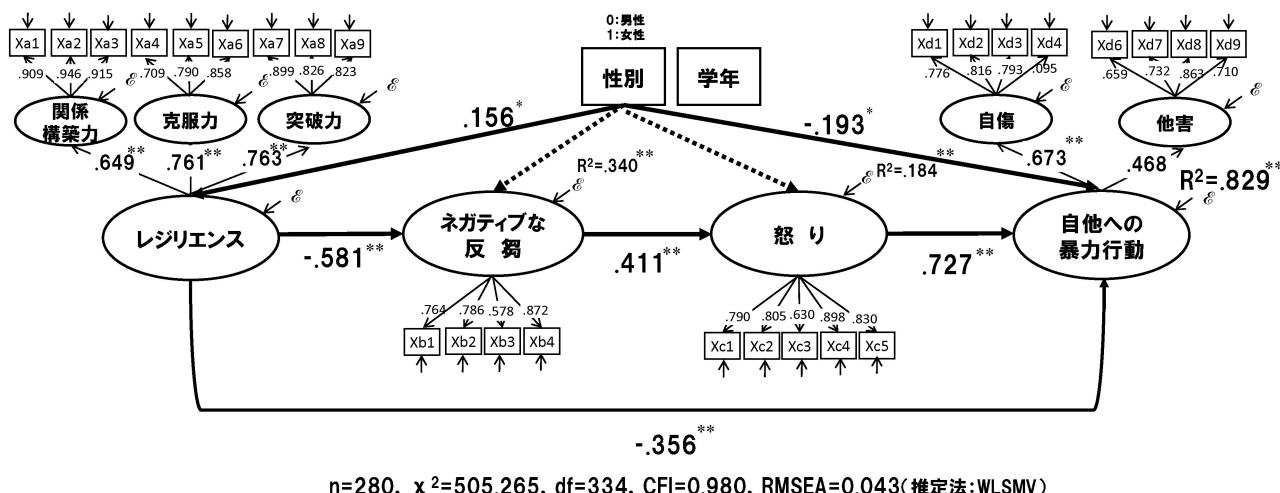 0:男性
1:女性
性別
学年
Xa1 Xa2 Xa3 Xa4 Xa5 Xa6 Xa7 Xa8 Xa9
.909 .946 .915 .709 .790 .858 .899 .826 .823
ℰ ℰ ℰ
関係
構築力
克服力
突破力
.649** .761** .763**
Xd1 Xd2 Xd3 Xd4
.776 .816 .793 .095
ℰ
自傷
.673**
Xd6 Xd7 Xd8 Xd9
.659 .732 .863 .710
ℰ
他害
.468
**
.156*
-.193*
R²=.340**
R²=.184
R²=.829**
ℰ ℰ ℰ ℰ
レジリエンス
ネガティブな
反 芻
怒 り
自他への
暴力行動
-.581**
.411**
.727**
.764 .786 .578 .872
Xb1 Xb2 Xb3 Xb4
.790 .805 .630 .898 .830
Xc1 Xc2 Xc3 Xc4 Xc5
-.356**
n=280, x²=505.265, df=334, CFI=0.980, RMSEA=0.043(推定法:WLSMV)